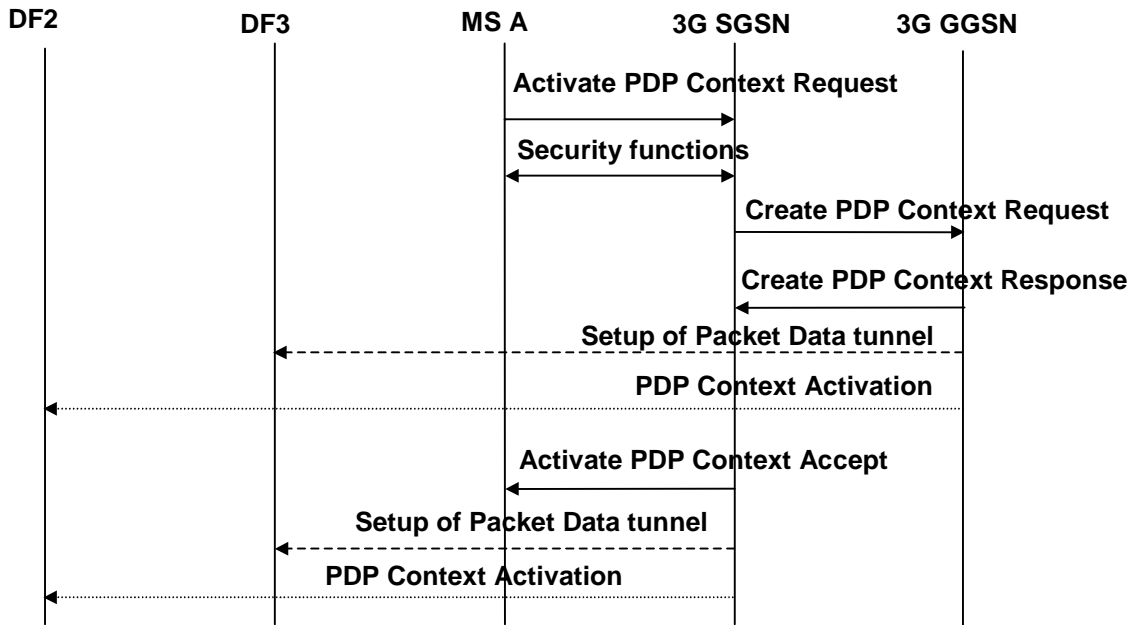 DF2
DF3
MS A
3G SGSN
3G GGSN
Activate PDP Context Request
Security functions
Create PDP Context Request
Create PDP Context Response
Setup of Packet Data tunnel
PDP Context Activation
Activate PDP Context Accept
Setup of Packet Data tunnel
PDP Context Activation